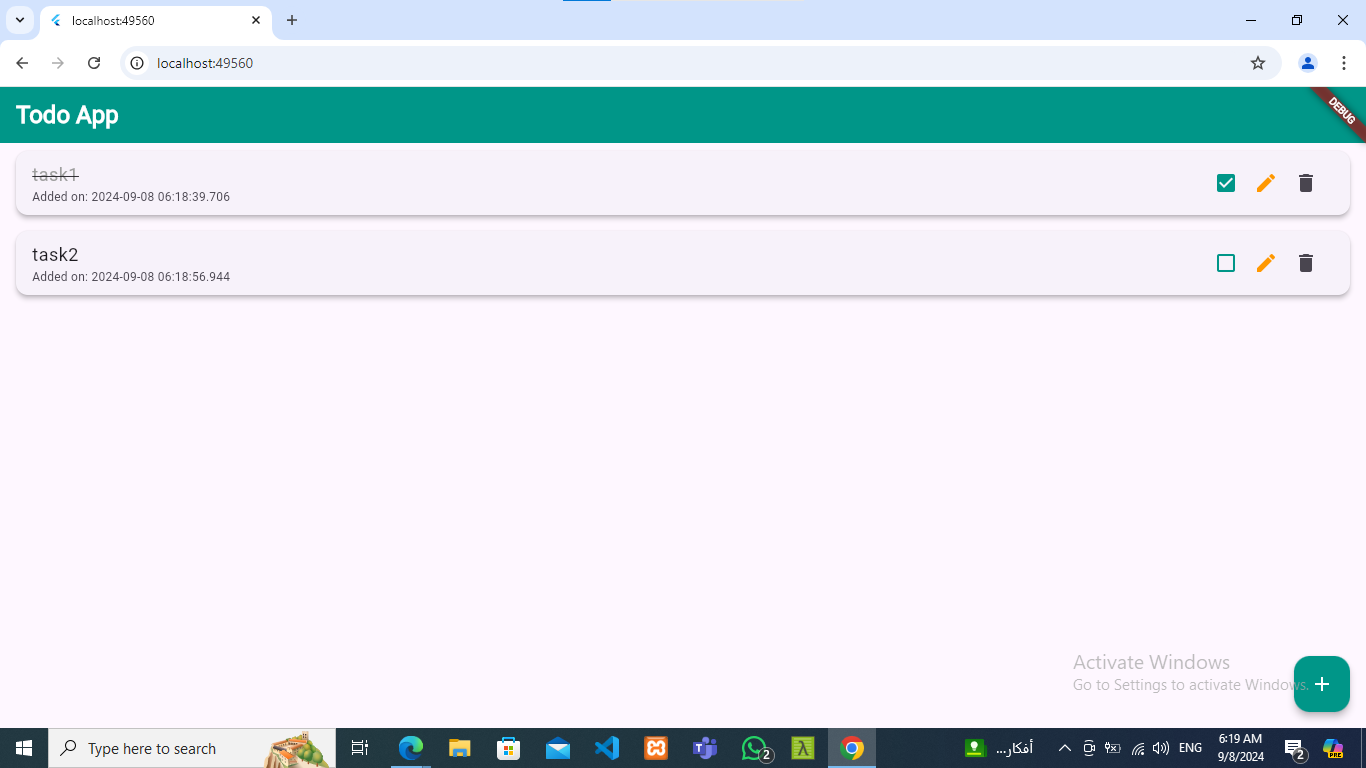 localhost:49560
localhost:49560
Todo App
DEBUG
task1
Added on: 2024-09-08 06:18:39.706
task2
Added on: 2024-09-08 06:18:56.944
Activate Windows
Go to Settings to activate Windows.
Type here to search
2
أفكار...
ENG
6:19 AM
9/8/2024
2
PRE